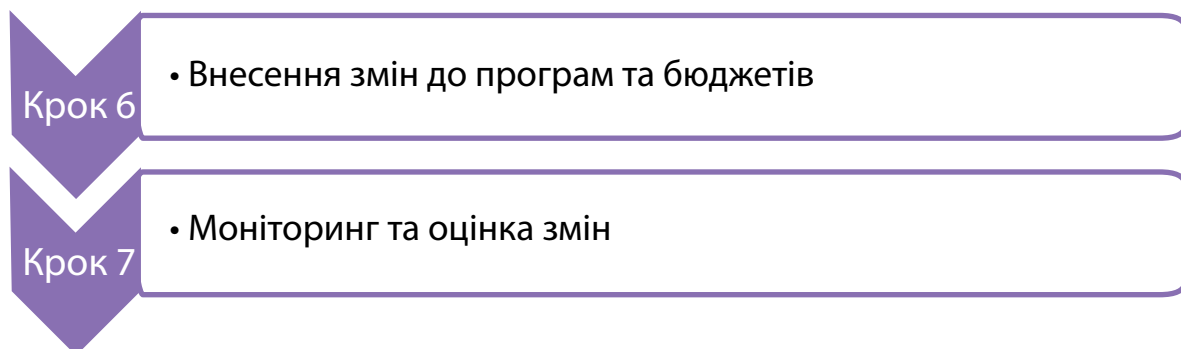 Крок 6
• Внесення змін до програм та бюджетів
Крок 7
• Моніторинг та оцінка змін